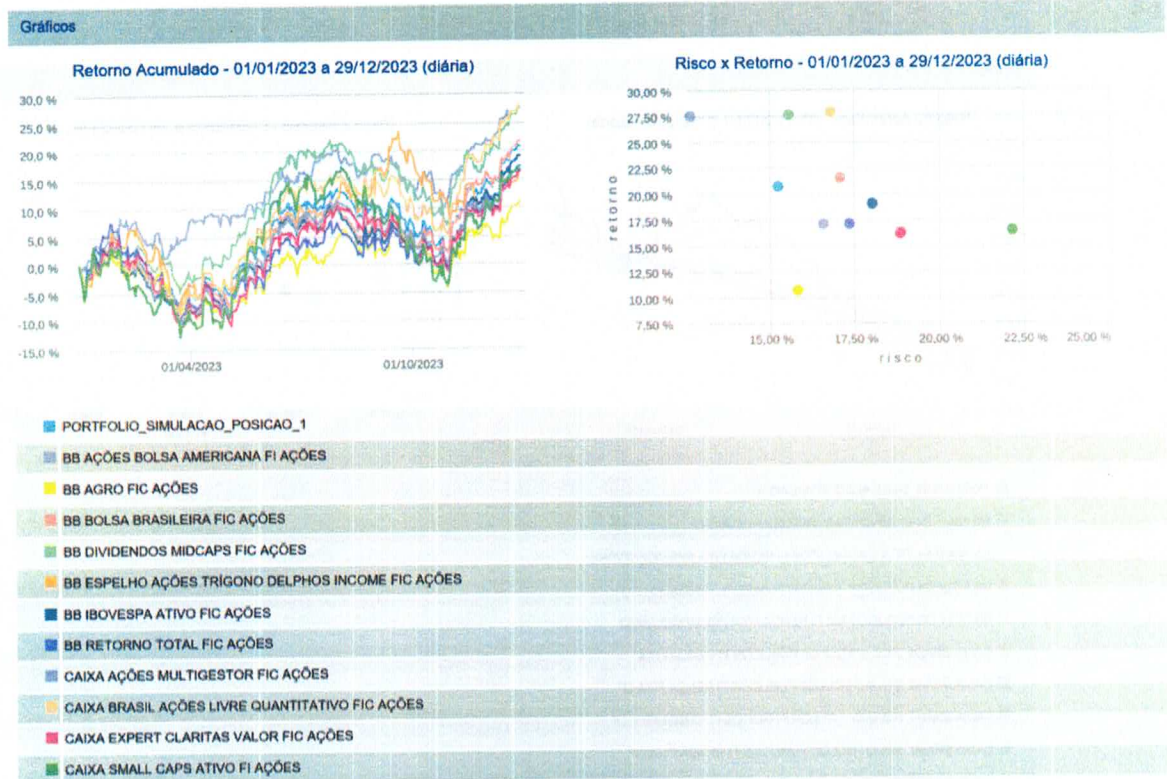 Gráficos
Retorno Acumulado - 01/01/2023 a 29/12/2023 (diária)
30,0 %
25,0 %
20,0 %
15,0 %
10,0 %
5,0 %
0,0 %
-5,0 %
-10,0 %
-15,0 %
01/04/2023
01/10/2023
Risco x Retorno - 01/01/2023 a 29/12/2023 (diária)
retorno
30,00 %
27,50 %
25,00 %
22,50 %
20,00 %
17,50 %
15,00 %
12,50 %
10,00 %
7,50 %
15,00 %
17,50 %
20,00 %
22,50 %
25,00 %
risco
PORTFOLIO_SIMULACAO_POSICAO_1
BB AÇÕES BOLSA AMERICANA FI AÇÕES
BB AGRO FIC AÇÕES
BB BOLSA BRASILEIRA FIC AÇÕES
BB DIVIDENDOS MIDCAPS FIC AÇÕES
BB ESPELHO AÇÕES TRÍGONO DELPHOS INCOME FIC AÇÕES
BB IBOVESPA ATIVO FIC AÇÕES
BB RETORNO TOTAL FIC AÇÕES
CAIXA AÇÕES MULTIGESTOR FIC AÇÕES
CAIXA BRASIL AÇÕES LIVRE QUANTITATIVO FIC AÇÕES
CAIXA EXPERT CLARITAS VALOR FIC AÇÕES
CAIXA SMALL CAPS ATIVO FI AÇÕES